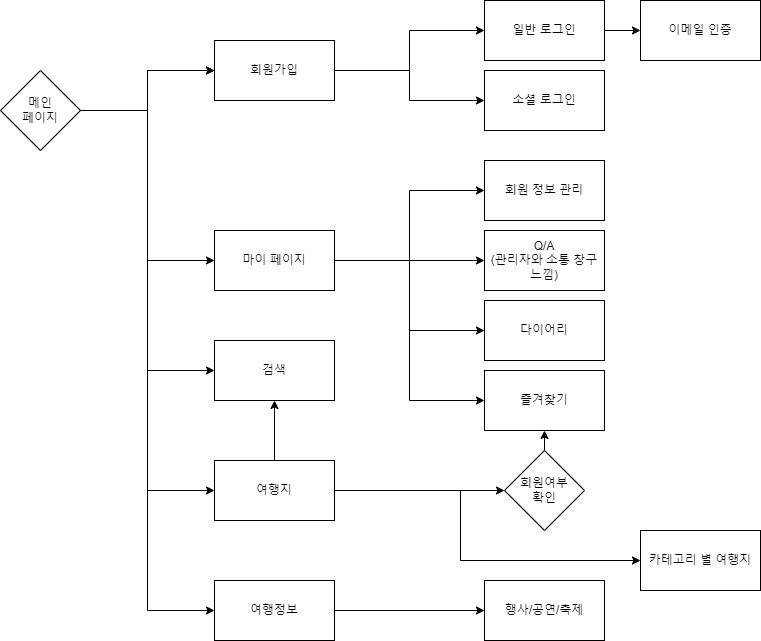 일반 로그인
이메일 인증
회원가입
메인
페이지
소셜 로그인
회원 정보 관리
마이 페이지
Q/A
(관리자와 소통 창구
느낌)
다이어리
검색
즐겨찾기
여행지
회원여부
확인
카테고리 별 여행지
여행정보
행사/공연/축제